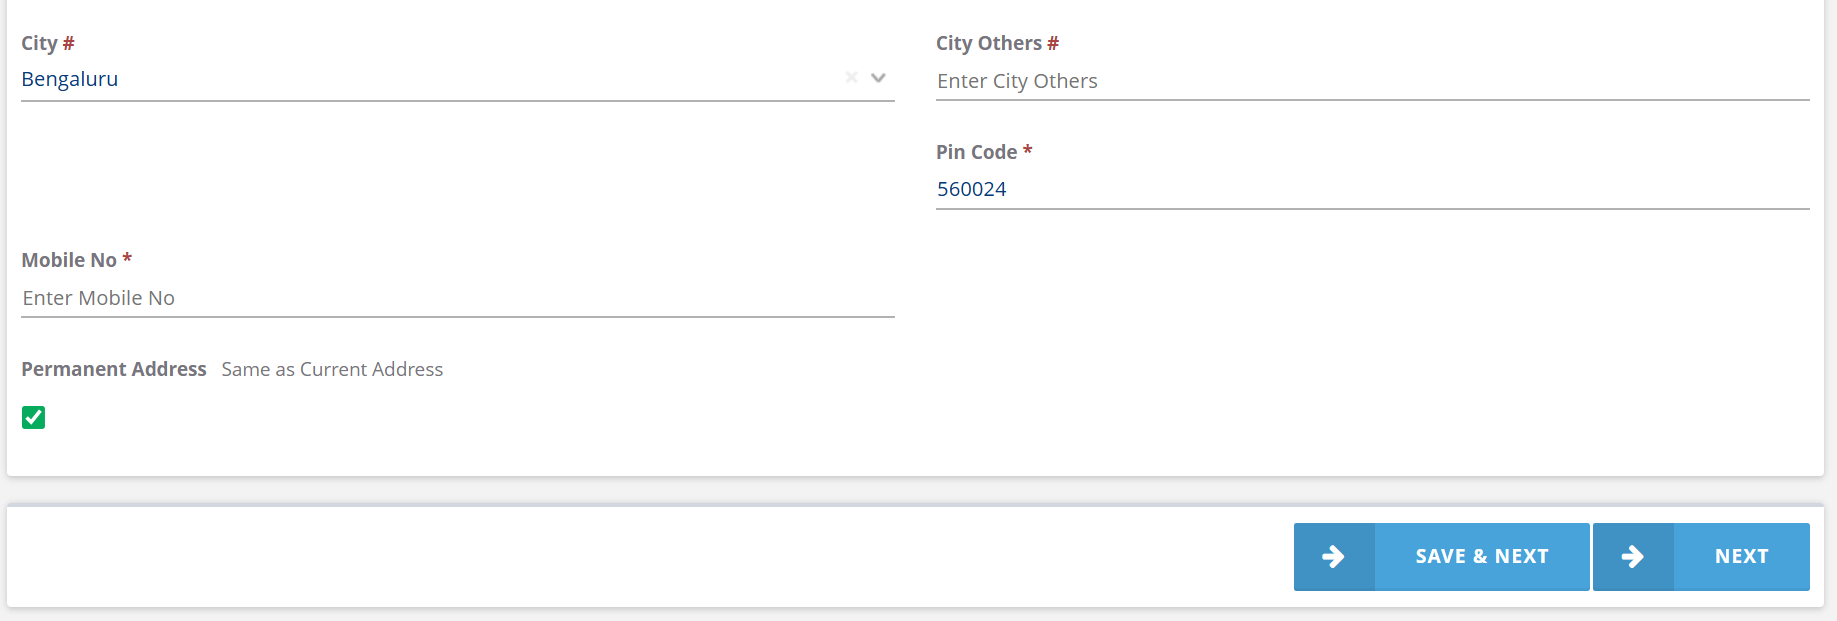 City #
Bengaluru
City Others #
Enter City Others
Pin Code *
560024
Mobile No *
Enter Mobile No
Permanent Address Same as Current Address
SAVE & NEXT
NEXT